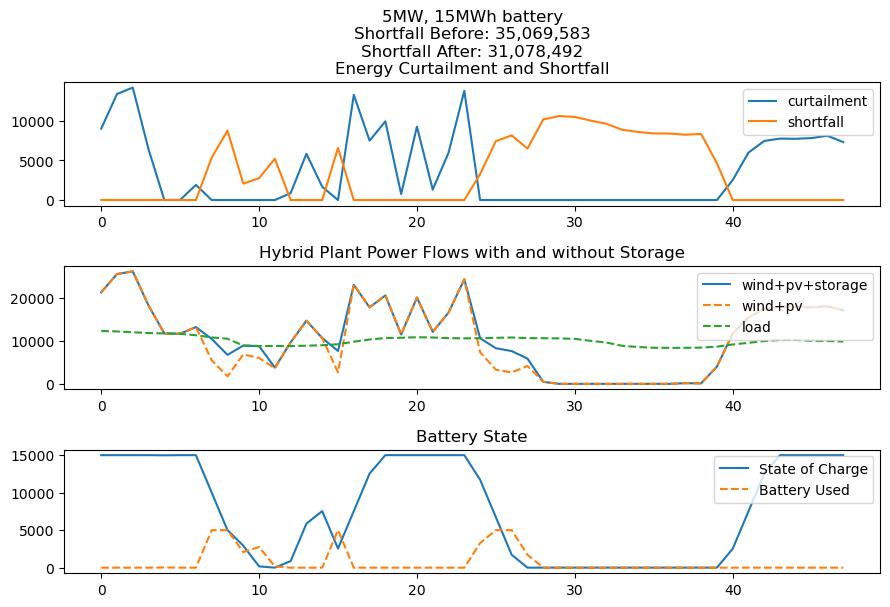 5MW, 15MWh battery
Shortfall Before: 35,069,583
Shortfall After: 31,078,492
Energy Curtailment and Shortfall
10000
5000
0
curtailment
shortfall
0 10 20 30 40
Hybrid Plant Power Flows with and without Storage
20000
10000
0
wind+pv+storage
wind+pv
load
0 10 20 30 40
Battery State
15000
10000
5000
0
State of Charge
Battery Used
0 10 20 30 40